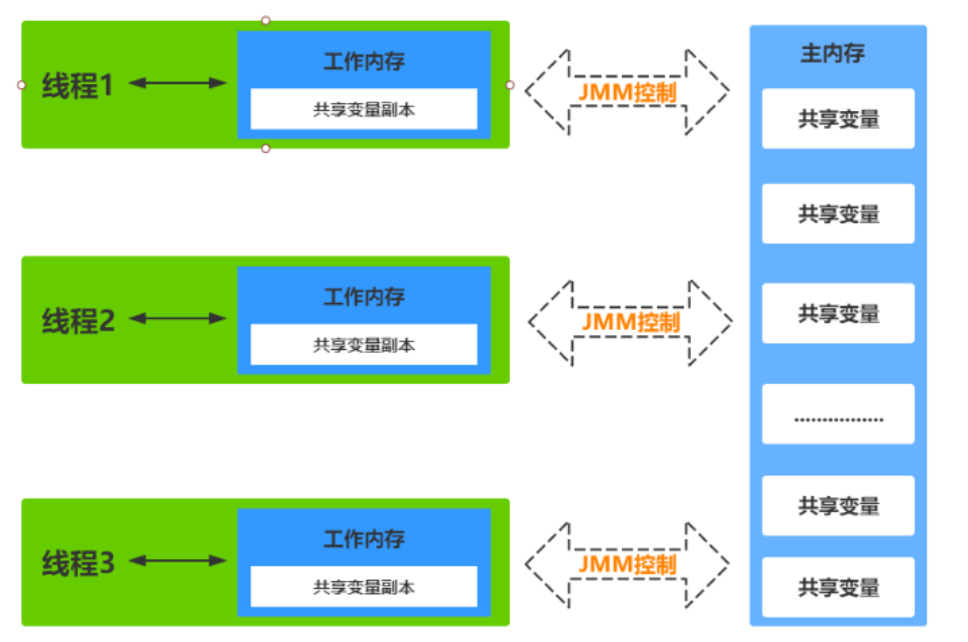 线程1
工作内存
共享变量副本
JMM控制
线程2
工作内存
共享变量副本
JMM控制
线程3
工作内存
共享变量副本
JMM控制
主内存
共享变量
共享变量
共享变量
................
共享变量
共享变量